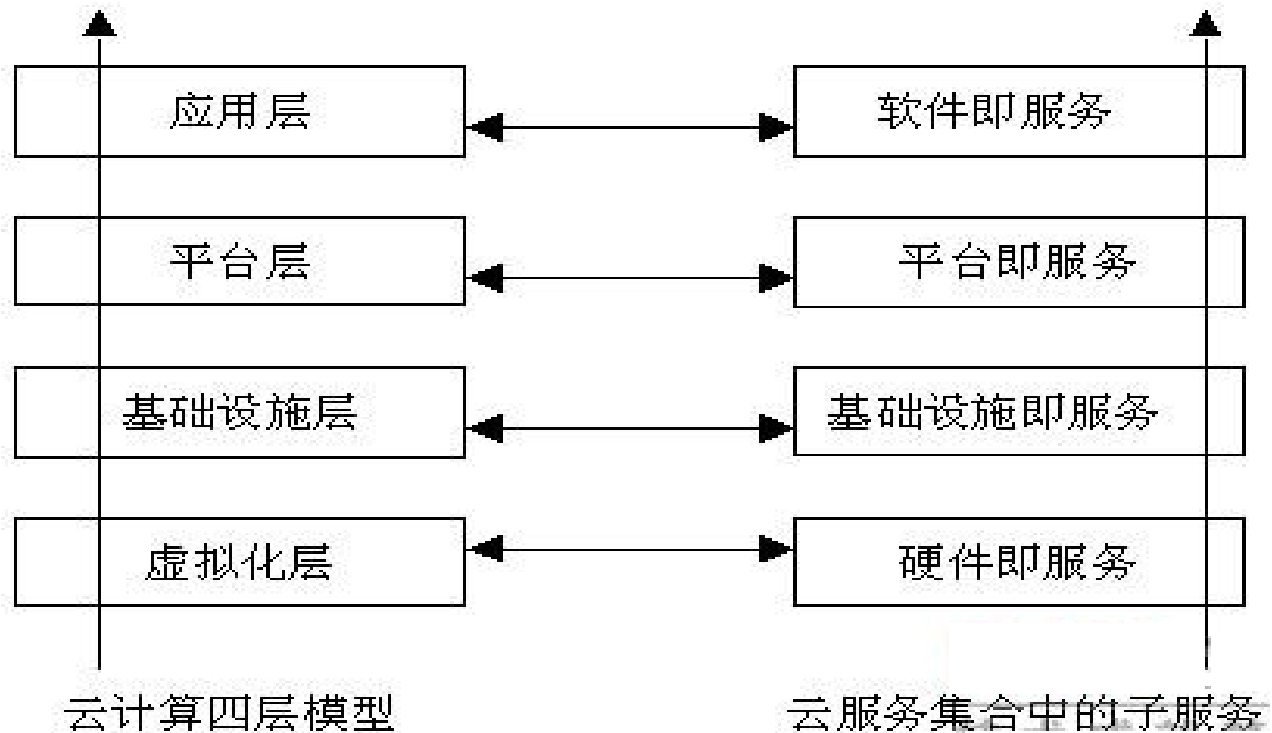 应用层 软件即服务
平台层 平台即服务
基础设施层 基础设施即服务
虚拟化层 硬件即服务
云计算四层模型 云服务集合中的子服务